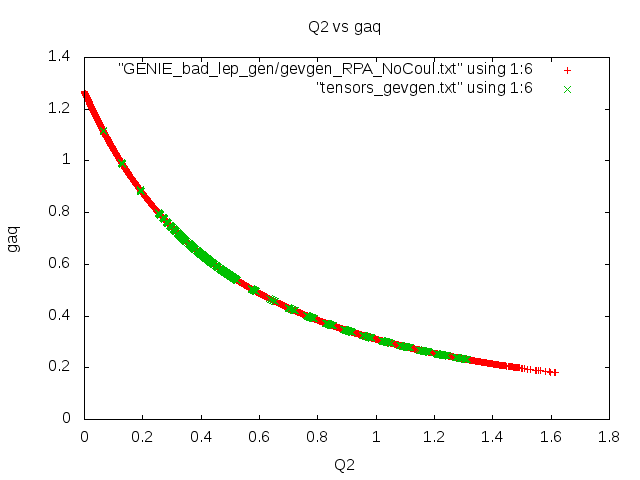 Q2 vs gaq
"GENIE_bad_lep_gen/gevgen_RPA_NoCoul.txt" using 1:6
"tensors_gevgen.txt" using 1:6
1.4
1.2
1
0.8
0.6
0.4
0.2
0
gaq
0 0.2 0.4 0.6 0.8 1 1.2 1.4 1.6 1.8
Q2